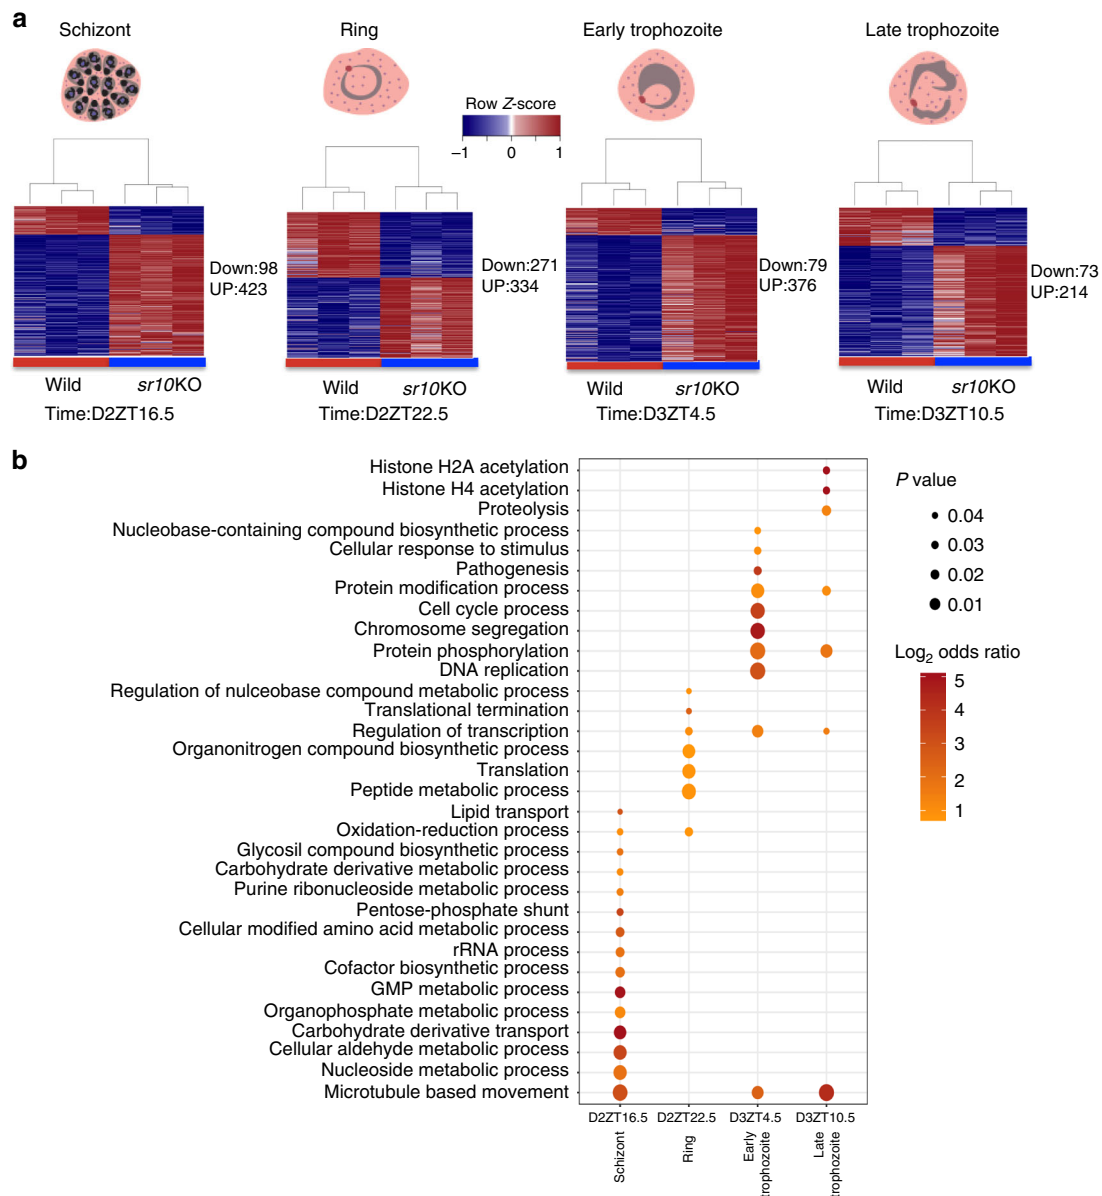 a
Schizont
Ring
Early trophozoite
Late trophozoite
Row Z-score
−1 0 1
Down:98
UP:423
Down:271
UP:334
Down:79
UP:376
Down:73
UP:214
Wild sr10KO
Time:D2ZT16.5
Wild sr10KO
Time:D2ZT22.5
Wild sr10KO
Time:D3ZT4.5
Wild sr10KO
Time:D3ZT10.5
b
Histone H2A acetylation
Histone H4 acetylation
Proteolysis
Nucleobase-containing compound biosynthetic process
Cellular response to stimulus
Pathogenesis
Protein modification process
Cell cycle process
Chromosome segregation
Protein phosphorylation
DNA replication
Regulation of nulceobase compound metabolic process
Translational termination
Regulation of transcription
Organonitrogen compound biosynthetic process
Translation
Peptide metabolic process
Lipid transport
Oxidation-reduction process
Glycosil compound biosynthetic process
Carbohydrate derivative metabolic process
Purine ribonucleoside metabolic process
Pentose-phosphate shunt
Cellular modified amino acid metabolic process
rRNA process
Cofactor biosynthetic process
GMP metabolic process
Organophosphate metabolic process
Carbohydrate derivative transport
Cellular aldehyde metabolic process
Nucleoside metabolic process
Microtubule based movement
D2ZT16.5 D2ZT22.5 D3ZT4.5 D3ZT10.5
Schizont
Ring
Early
trophozoite
Late
trophozoite
P value
0.04
0.03
0.02
0.01
Log2 odds ratio
5
4
3
2
1